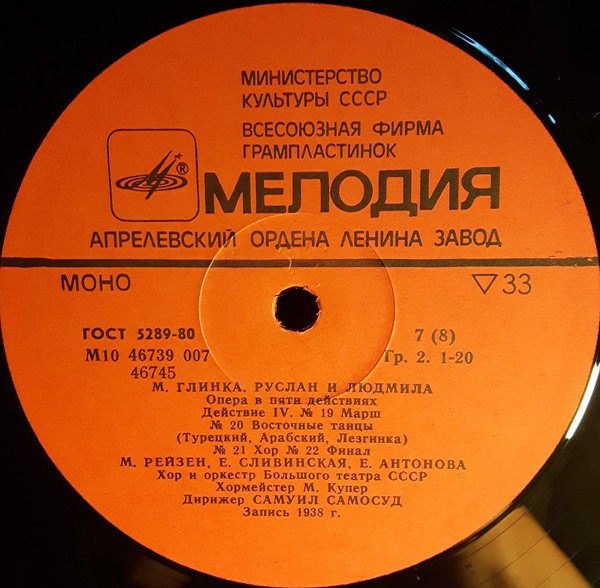 МИНИСТЕРСТВО
КУЛЬТУРЫ СССР
ВСЕСОЮЗНАЯ ФИРМА
ГРАМПЛАСТИНОК
®
МЕЛОДИЯ
АПРЕЛЕВСКИЙ ОРДЕНА ЛЕНИНА ЗАВОД
МОНО ▽33
ГОСТ 5289-80 7 (8)
М10 46739 007 Гр. 2. 1-20
46745
М. ГЛИНКА. РУСЛАН И ЛЮДМИЛА
Опера в пяти действиях
Действие IV. № 19 Марш
№ 20 Восточные танцы
(Турецкий, Арабский, Лезгинка)
№ 21 Хор № 22 Финал
М. РЕЙЗЕН, Е. СЛИВИНСКАЯ, Е. АНТОНОВА
Хор и оркестр Большого театра СССР
Хормейстер М. Купер
Дирижер САМУИЛ САМОСУД
Запись 1938 г.